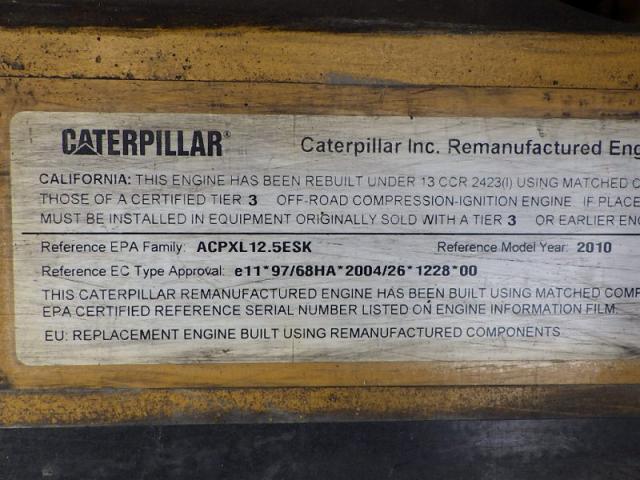 CATERPILLAR® Caterpillar Inc. Remanufactured
CALIFORNIA: THIS ENGINE HAS BEEN REBUILT UNDER 13 CCR 2423(l) USING MATCHED
THOSE OF A CERTIFIED TIER 3 OFF-ROAD COMPRESSION-IGNITION ENGINE IF
MUST BE INSTALLED IN EQUIPMENT ORIGINALLY SOLD WITH A TIER 3 OR EARLIER
Reference EPA Family: ACPXL12.5ESK Reference Model Year: 2010
Reference EC Type Approval: e11*97/68HA*2004/26*1228*00
THIS CATERPILLAR REMANUFACTURED ENGINE HAS BEEN BUILT USING MATCHED
EPA CERTIFIED REFERENCE SERIAL NUMBER LISTED ON ENGINE INFORMATION FILM.
EU: REPLACEMENT ENGINE BUILT USING REMANUFACTURED COMPONENTS